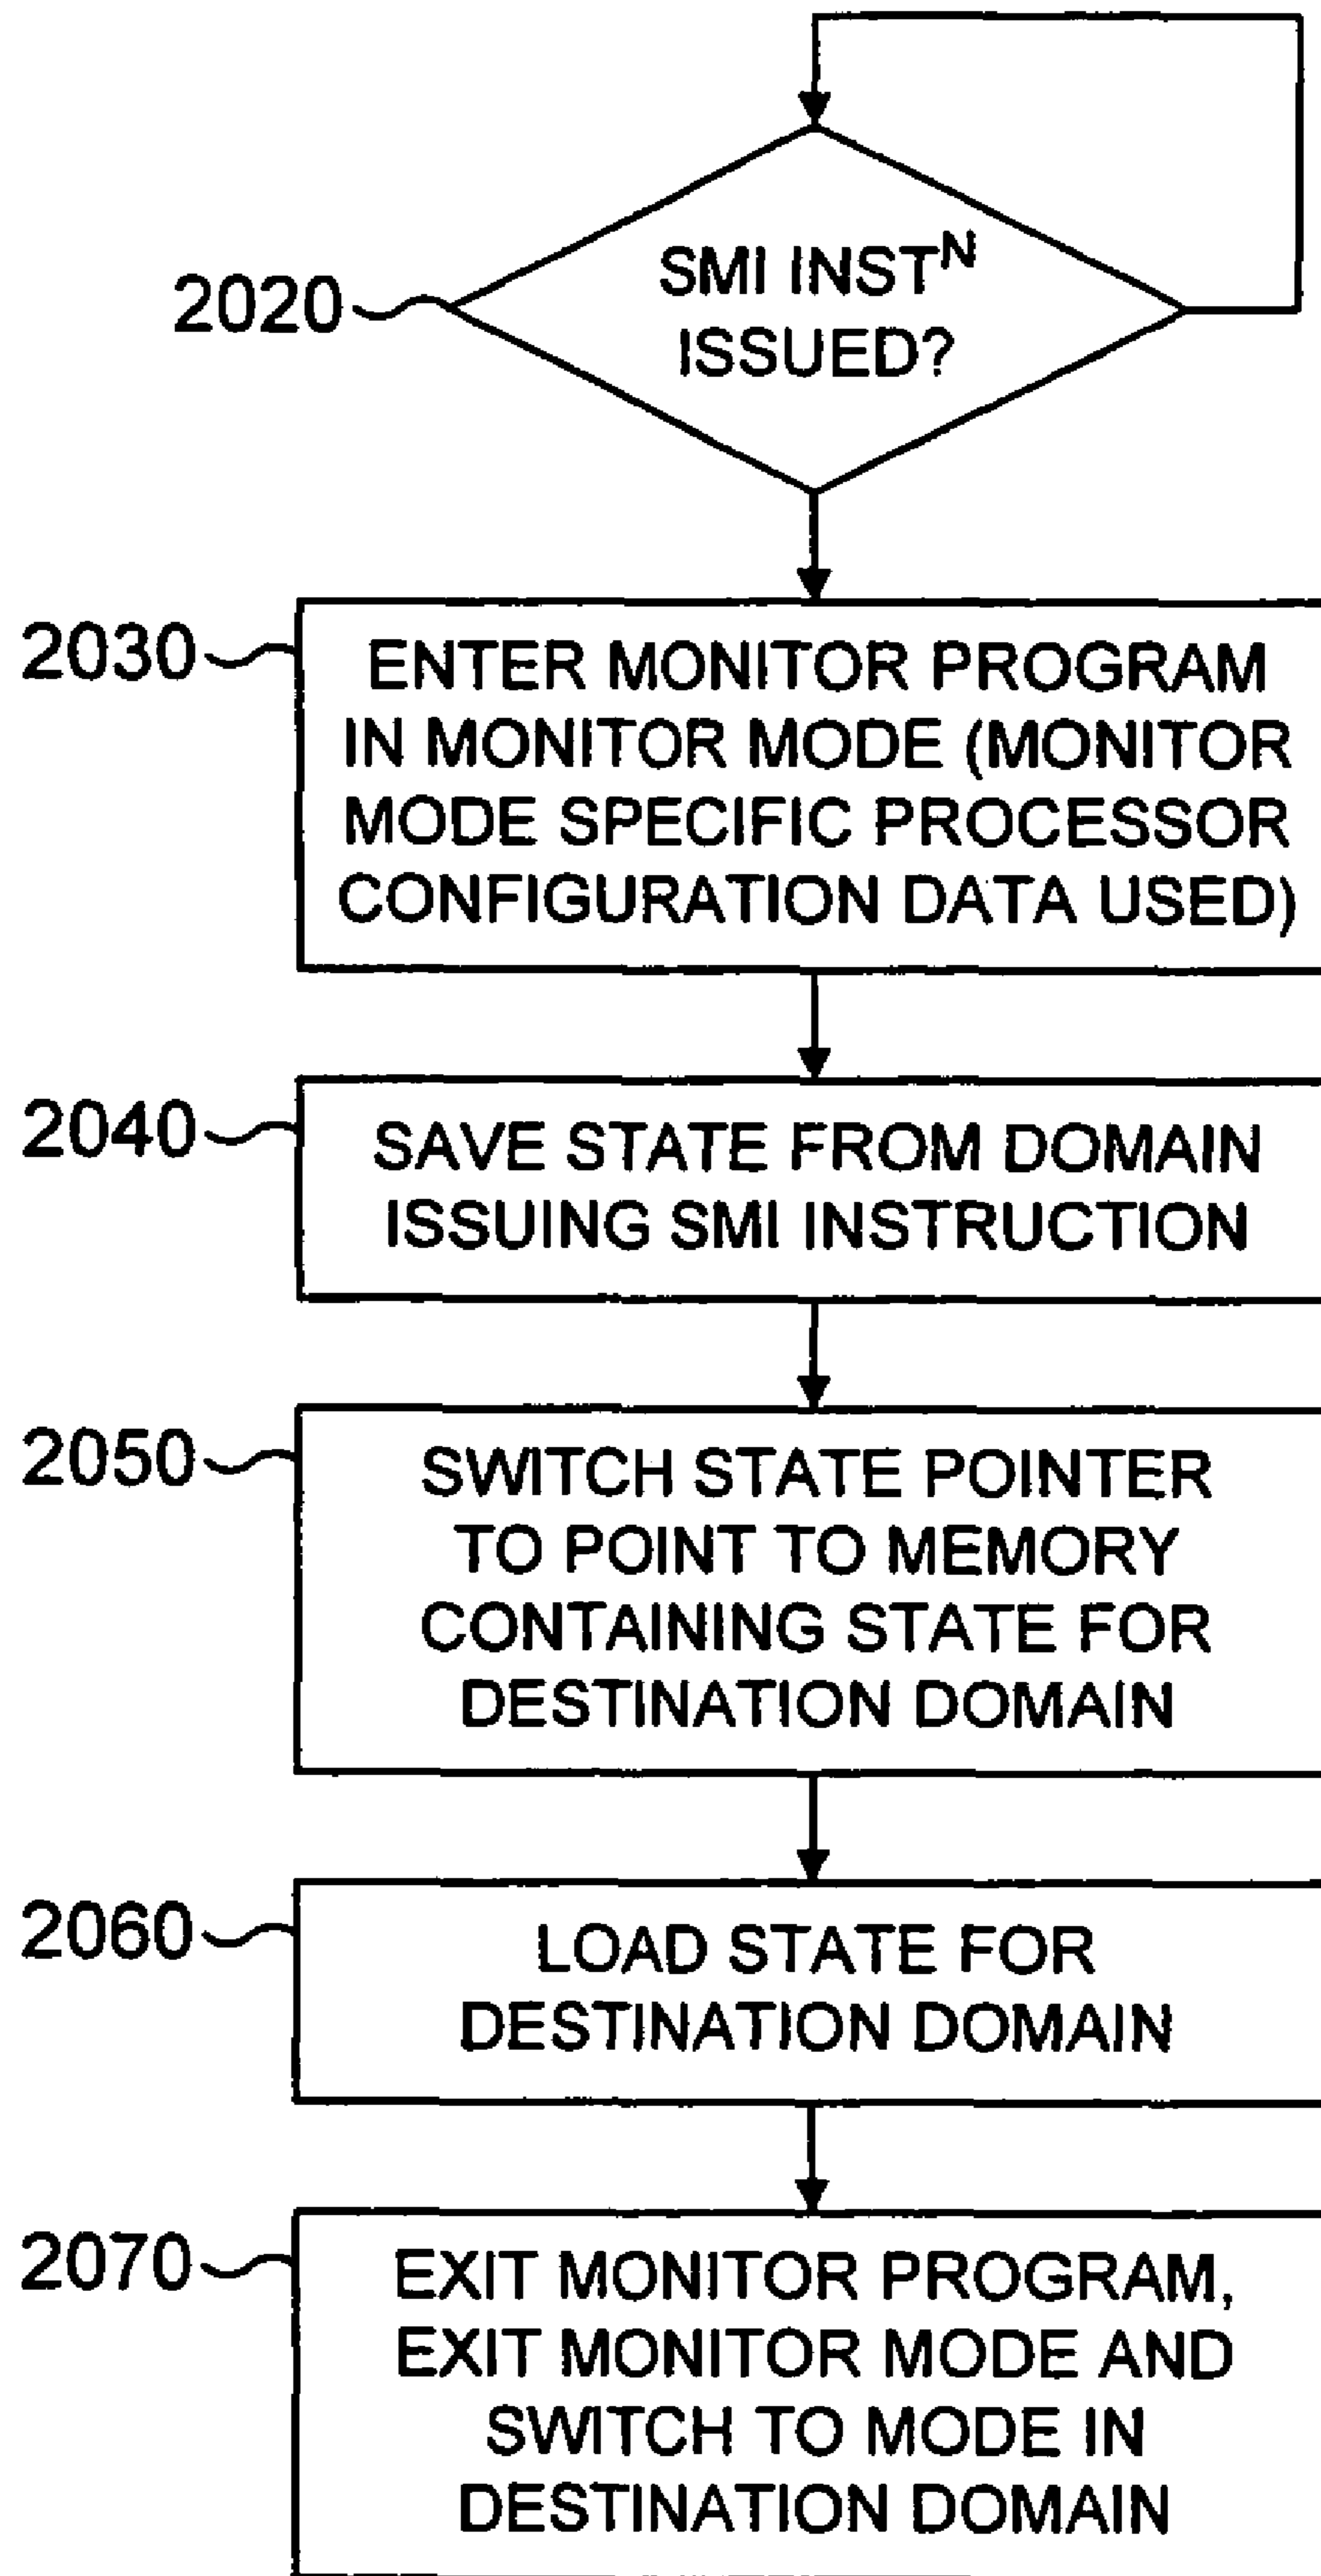 2020
SMI INST^N
ISSUED?
2030
ENTER MONITOR PROGRAM
IN MONITOR MODE (MONITOR
MODE SPECIFIC PROCESSOR
CONFIGURATION DATA USED)
2040
SAVE STATE FROM DOMAIN
ISSUING SMI INSTRUCTION
2050
SWITCH STATE POINTER
TO POINT TO MEMORY
CONTAINING STATE FOR
DESTINATION DOMAIN
2060
LOAD STATE FOR
DESTINATION DOMAIN
2070
EXIT MONITOR PROGRAM,
EXIT MONITOR MODE AND
SWITCH TO MODE IN
DESTINATION DOMAIN